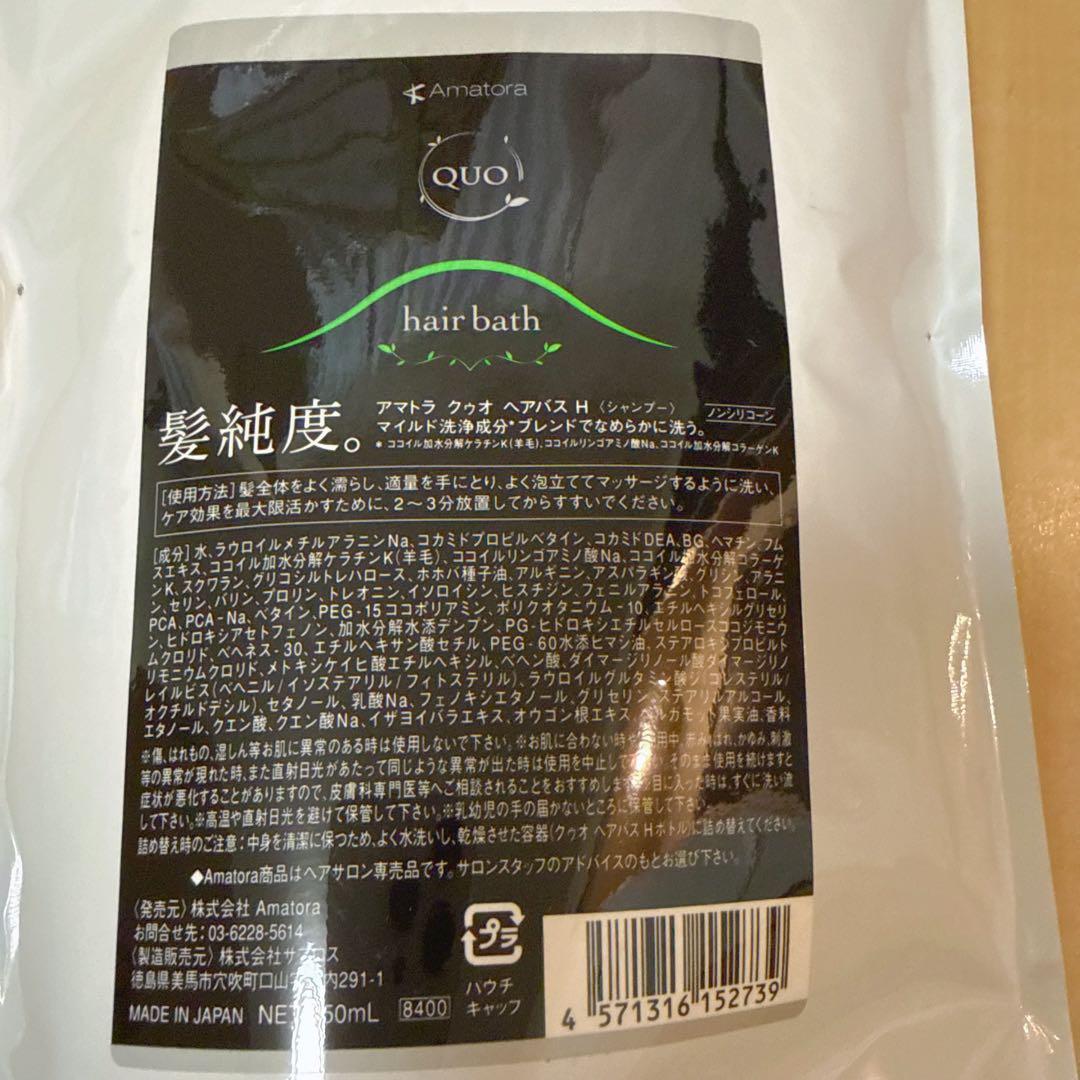 Amatora
QUO
hair bath
髪純度。
アマトラ クゥオ ヘアバス H 〈シャンプー〉 ノンシリコーン
マイルド洗浄成分*ブレンドでなめらかに洗う。
* ココイル加水分解ケラチンK(羊毛)、ココイルリンゴアミノ酸Na、ココイル加水分解コラーゲンK
[使用方法] 髪全体をよく濡らし、適量を手にとり、よく泡立ててマッサージするように洗い、
ケア効果を最大限活かすために、2〜3分放置してからすすいでください。
[成分] 水、ラウロイルメチルアラニンNa、コカミドプロピルベタイン、コカミドDEA、BG、ヘマチン、フム
スエキス、ココイル加水分解ケラチンK(羊毛)、ココイルリンゴアミノ酸Na、ココイル加水分解コラーゲ
ンK、スクワラン、グリコシルトレハロース、ホホバ種子油、アルギニン、アスパラギン酸、グリシン、アラニ
ン、セリン、バリン、プロリン、トレオニン、イソロイシン、ヒスチジン、フェニルアラニン、トコフェロール、
PCA、PCA-Na、ベタイン、PEG-15ココポリアミン、ポリクオタニウム-10、エチルヘキシルグリセリ
ン、ヒドロキシアセトフェノン、加水分解水添デンプン、PG-ヒドロキシエチルセルロースココジモニウ
ムクロリド、ベヘネス-30、エチルヘキサン酸セチル、PEG-60水添ヒマシ油、ステアロキシプロピルト
リモニウムクロリド、メトキシケイヒ酸エチルヘキシル、ベヘン酸、ダイマージリノール酸ダイマージリノ
レイルビス(ベヘニル/イソステアリル/フィトステリル)、ラウロイルグルタミン酸ジ(コレステリル/
オクチルドデシル)、セタノール、乳酸Na、フェノキシエタノール、グリセリン、ステアリルアルコール、
エタノール、クエン酸、クエン酸Na、イザヨイバラエキス、オウゴン根エキス、ベルガモット果実油、香料
※傷、はれもの、湿しん等お肌に異常のある時は使用しないで下さい。※お肌に合わない時や使用中、赤み、はれ、かゆみ、刺激
等の異常が現れた時、また直射日光があたって同じような異常が出た時は使用を中止して下さい。そのまま使用を続けますと
症状が悪化することがありますので、皮膚科専門医等へご相談されることをおすすめします。※目に入った時は、すぐに洗い流
して下さい。※高温や直射日光を避けて保管して下さい。※乳幼児の手の届かないところに保管して下さい。
詰め替え時のご注意：中身を清潔に保つため、よく水洗いし、乾燥させた容器(クゥオ ヘアバス Hボトル)に詰め替えてください。
◆Amatora商品はヘアサロン専売品です。サロンスタッフのアドバイスのもとお選び下さい。
〈発売元〉株式会社 Amatora
お問合せ先：03-6228-5614
〈製造販売元〉株式会社サプロス
徳島県美馬市穴吹町口山字 内291-1
MADE IN JAPAN NET 50mL 8400
プラ
ハウチ
キャップ
4 571316 152739